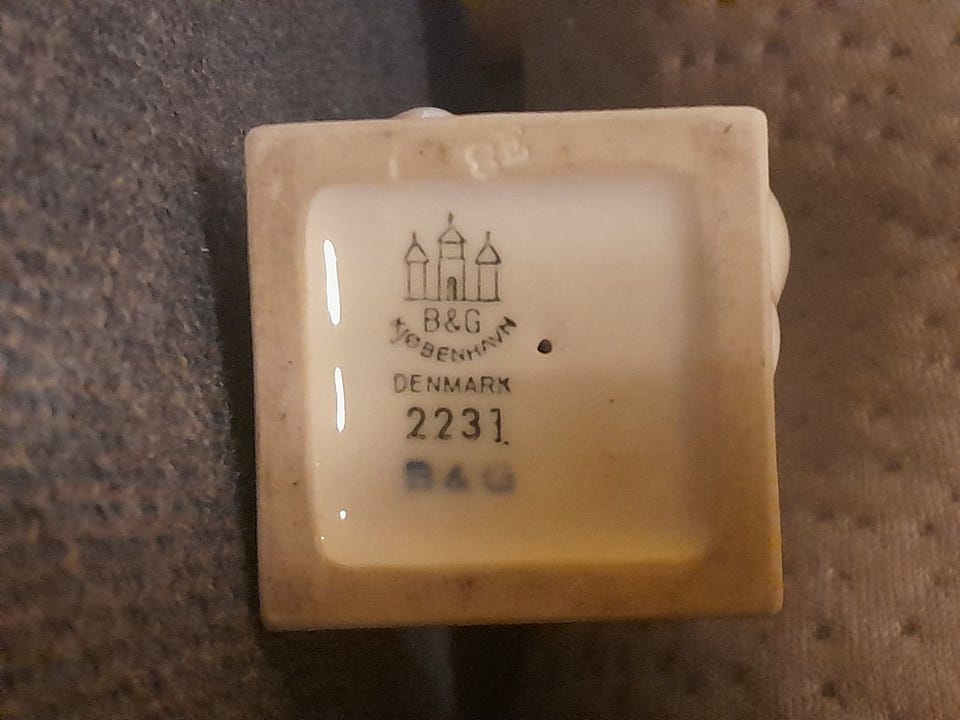 B&G
KJØBENHAVN
DENMARK
2231.
B & G